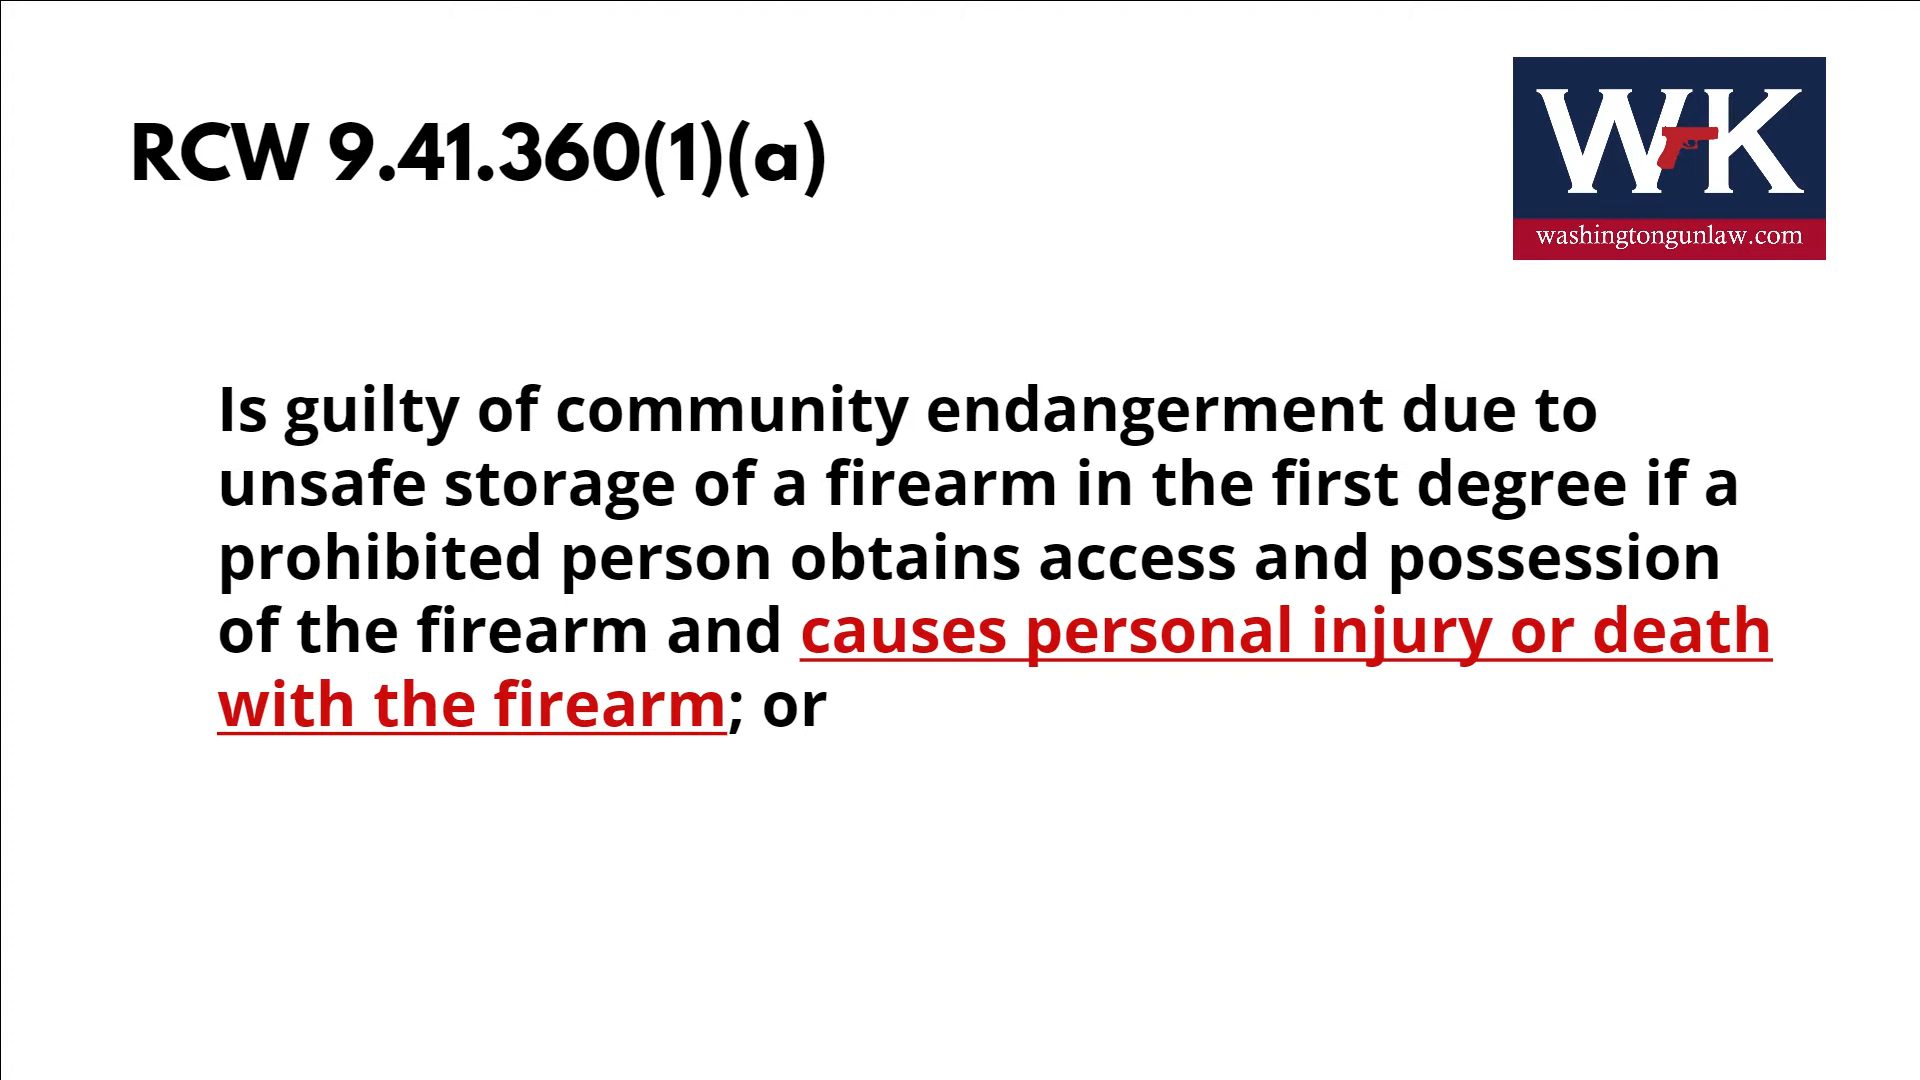 RCW 9.41.360(1)(a)
WK
washingtongunlaw.com
Is guilty of community endangerment due to
unsafe storage of a firearm in the first degree if a
prohibited person obtains access and possession
of the firearm and causes personal injury or death
with the firearm; or